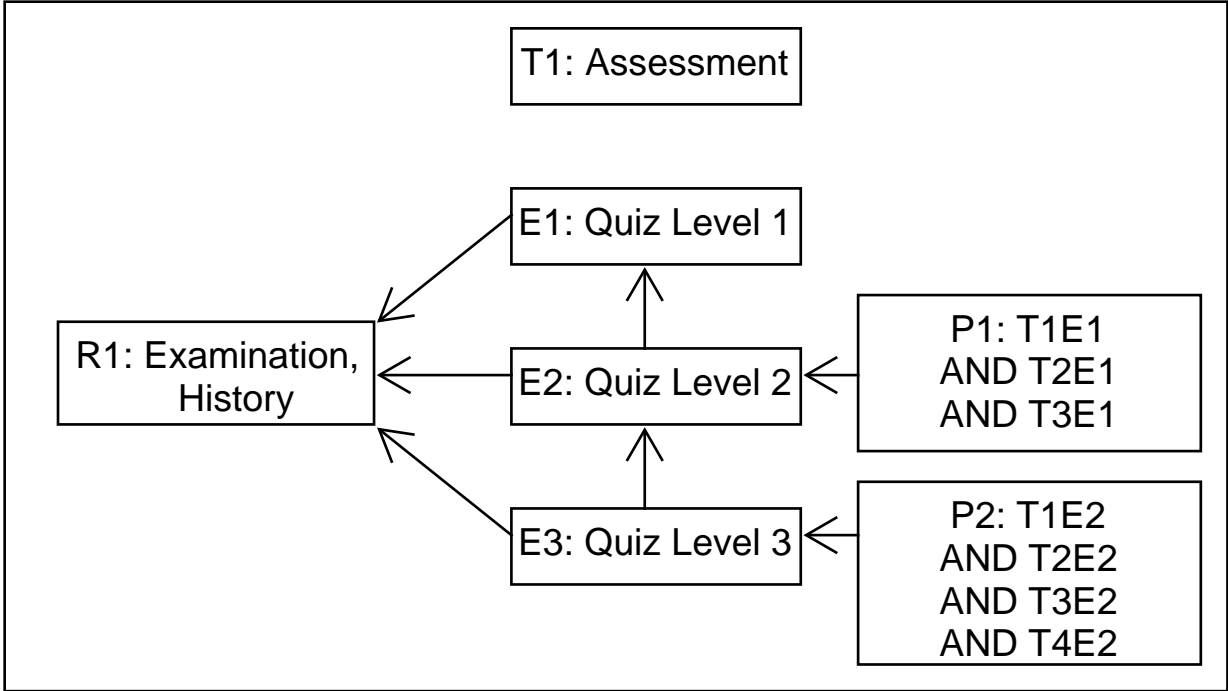 T1: Assessment
E1: Quiz Level 1
R1: Examination,
History
E2: Quiz Level 2
P1: T1E1
AND T2E1
AND T3E1
E3: Quiz Level 3
P2: T1E2
AND T2E2
AND T3E2
AND T4E2